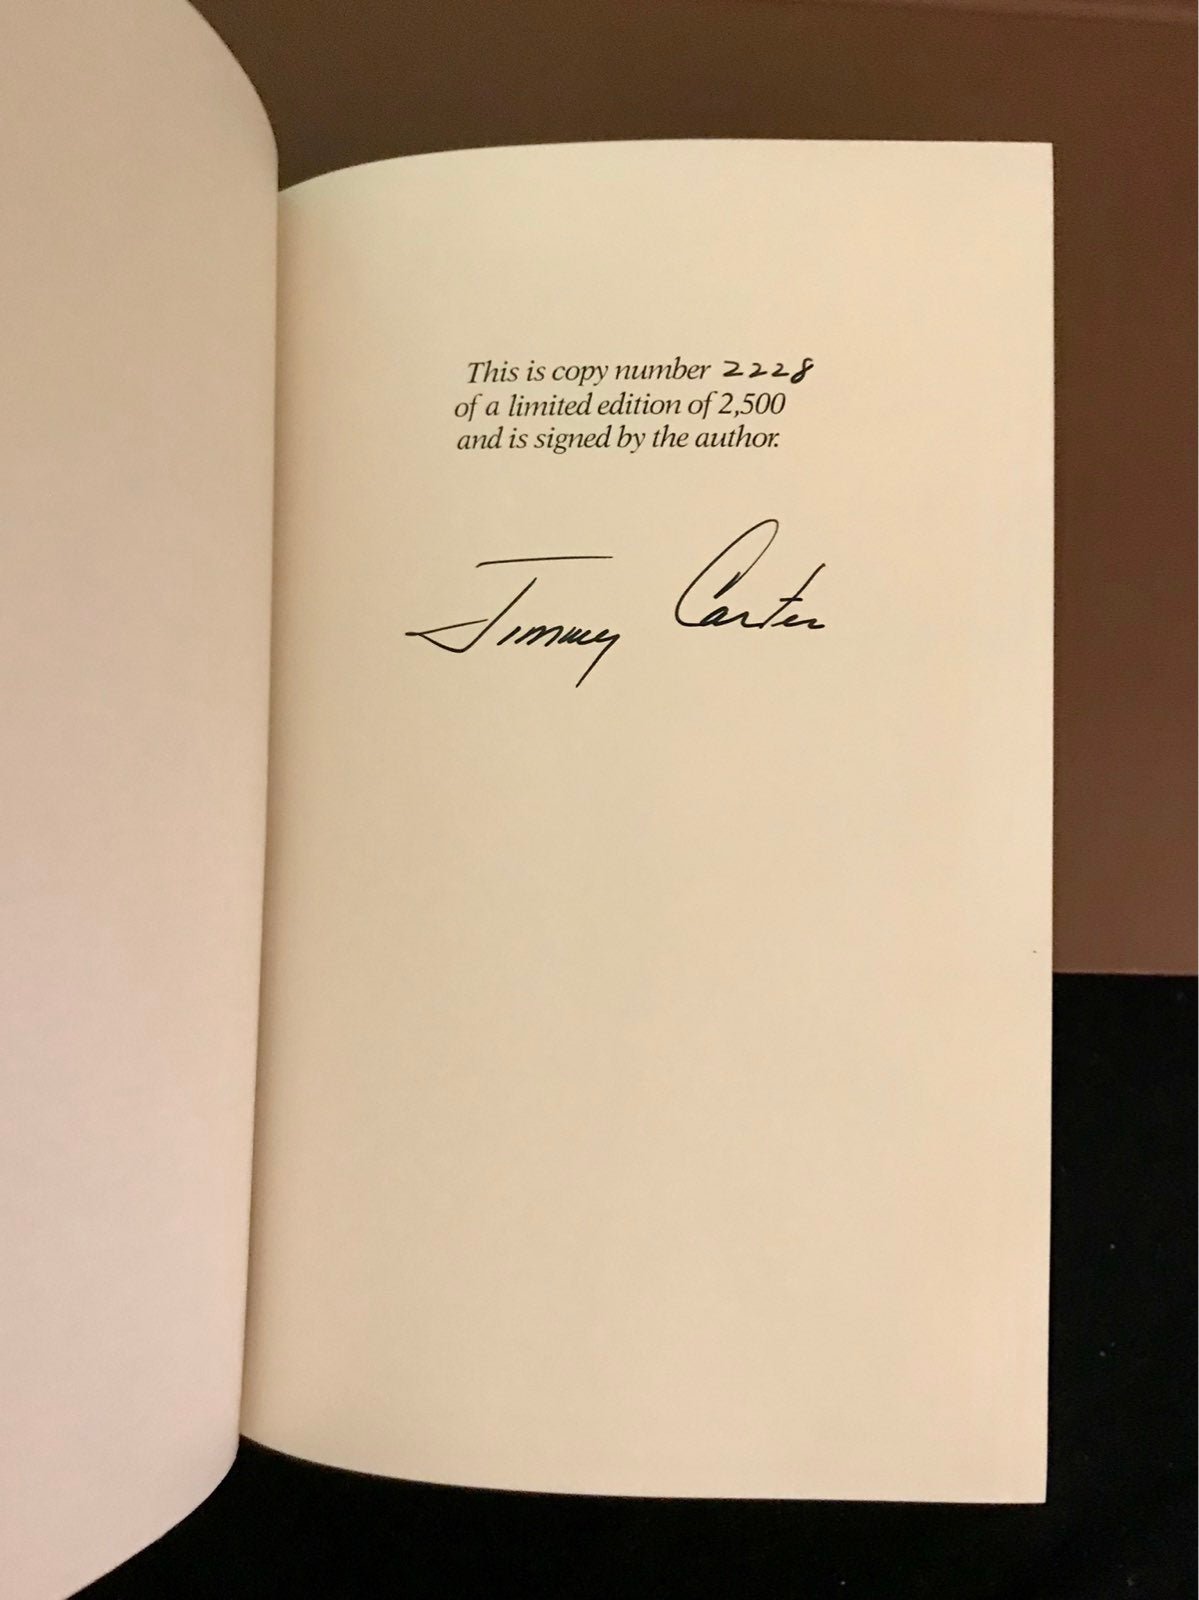 This is copy number 2228
of a limited edition of 2,500
and is signed by the author.
Jimmy Carter